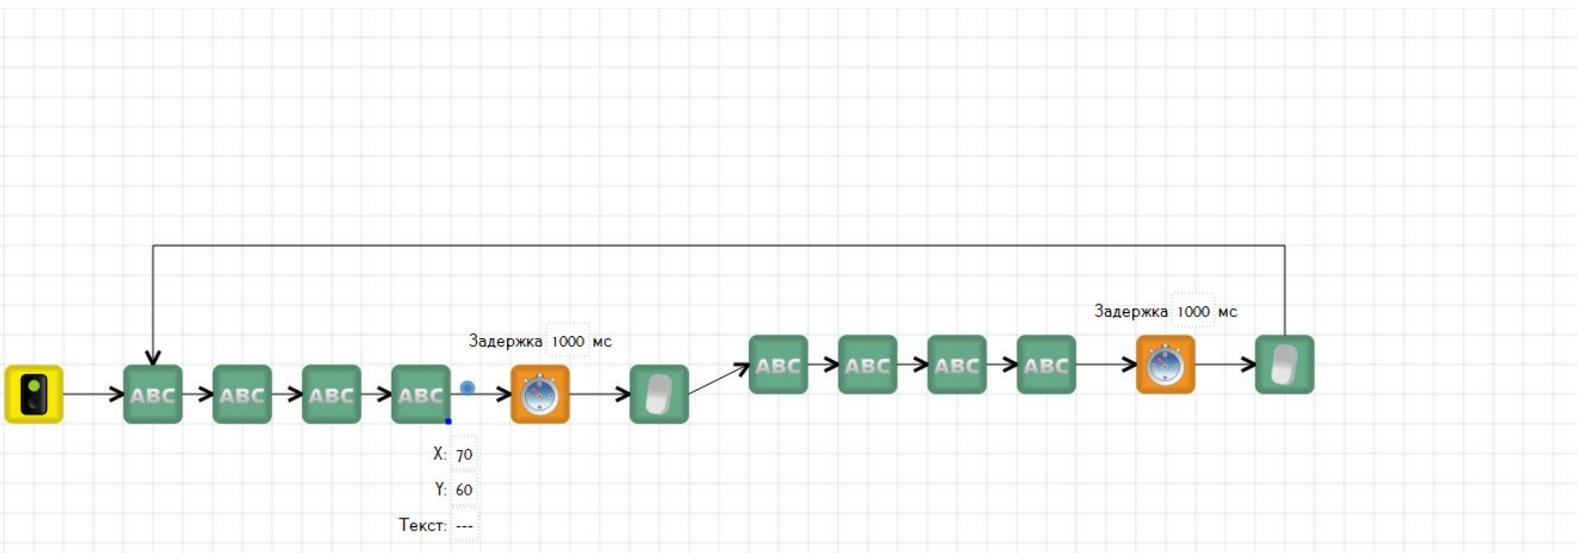 Задержка 1000 мс
Задержка 1000 мс
ABC ABC ABC ABC
ABC ABC ABC ABC
X: 70
Y: 60
Текст: ---